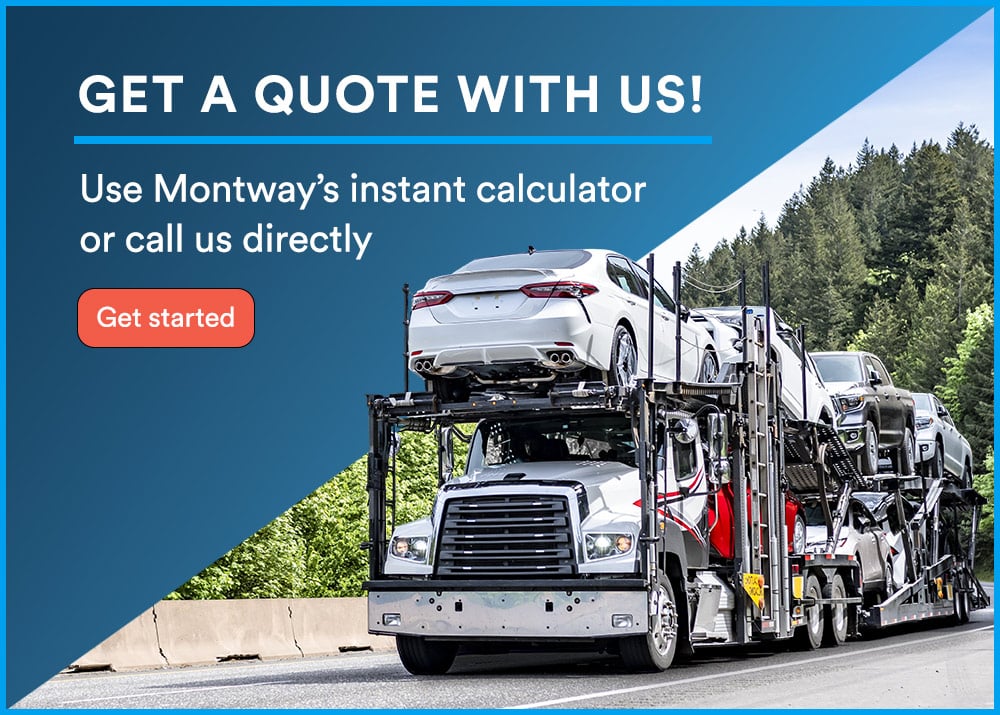 GET A QUOTE WITH US!
Use Montway’s instant calculator
or call us directly
Get started